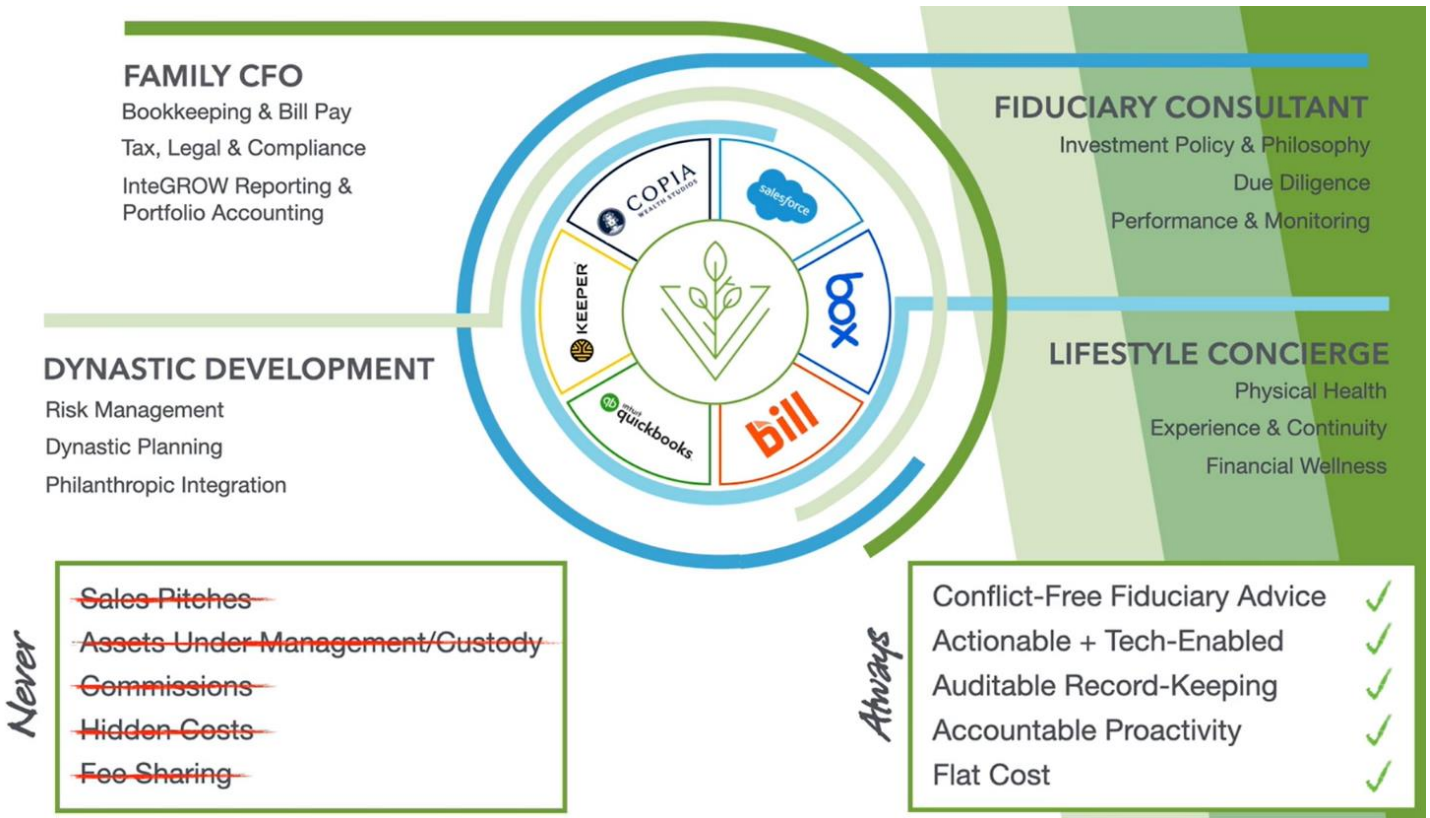 FAMILY CFO
Bookkeeping & Bill Pay
Tax, Legal & Compliance
InteGROW Reporting &
Portfolio Accounting
FIDUCIARY CONSULTANT
Investment Policy & Philosophy
Due Diligence
Performance & Monitoring
COPIA
WEALTH STUDIOS
salesforce
KEEPER
box
intuit
qb
quickbooks
bill
DYNASTIC DEVELOPMENT
Risk Management
Dynastic Planning
Philanthropic Integration
LIFESTYLE CONCIERGE
Physical Health
Experience & Continuity
Financial Wellness
Never
Sales Pitches
Assets Under Management/Custody
Commissions
Hidden Costs
Fee Sharing
Always
Conflict-Free Fiduciary Advice
Actionable + Tech-Enabled
Auditable Record-Keeping
Accountable Proactivity
Flat Cost